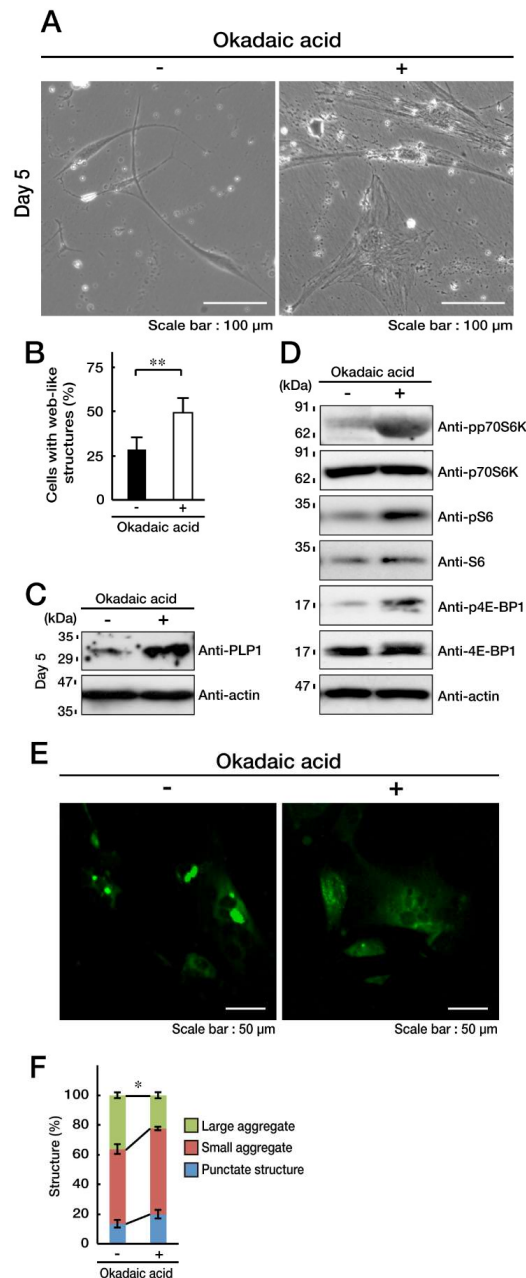 A
Okadaic acid
- +
Day 5
Scale bar : 100 µm Scale bar : 100 µm
B
Cells with web-like
structures (%)
75
50
25
0
**
- +
Okadaic acid
C
Okadaic acid
(kDa) - +
Day 5
35
29
Anti-PLP1
47
35
Anti-actin
D
Okadaic acid
(kDa) - +
91
62
Anti-pp70S6K
91
62
Anti-p70S6K
35
Anti-pS6
35
Anti-S6
17
Anti-p4E-BP1
17
Anti-4E-BP1
47
Anti-actin
E
Okadaic acid
- +
Scale bar : 50 µm Scale bar : 50 µm
F
Structure (%)
100
80
60
40
20
0
*
- +
Okadaic acid
Large aggregate
Small aggregate
Punctate structure